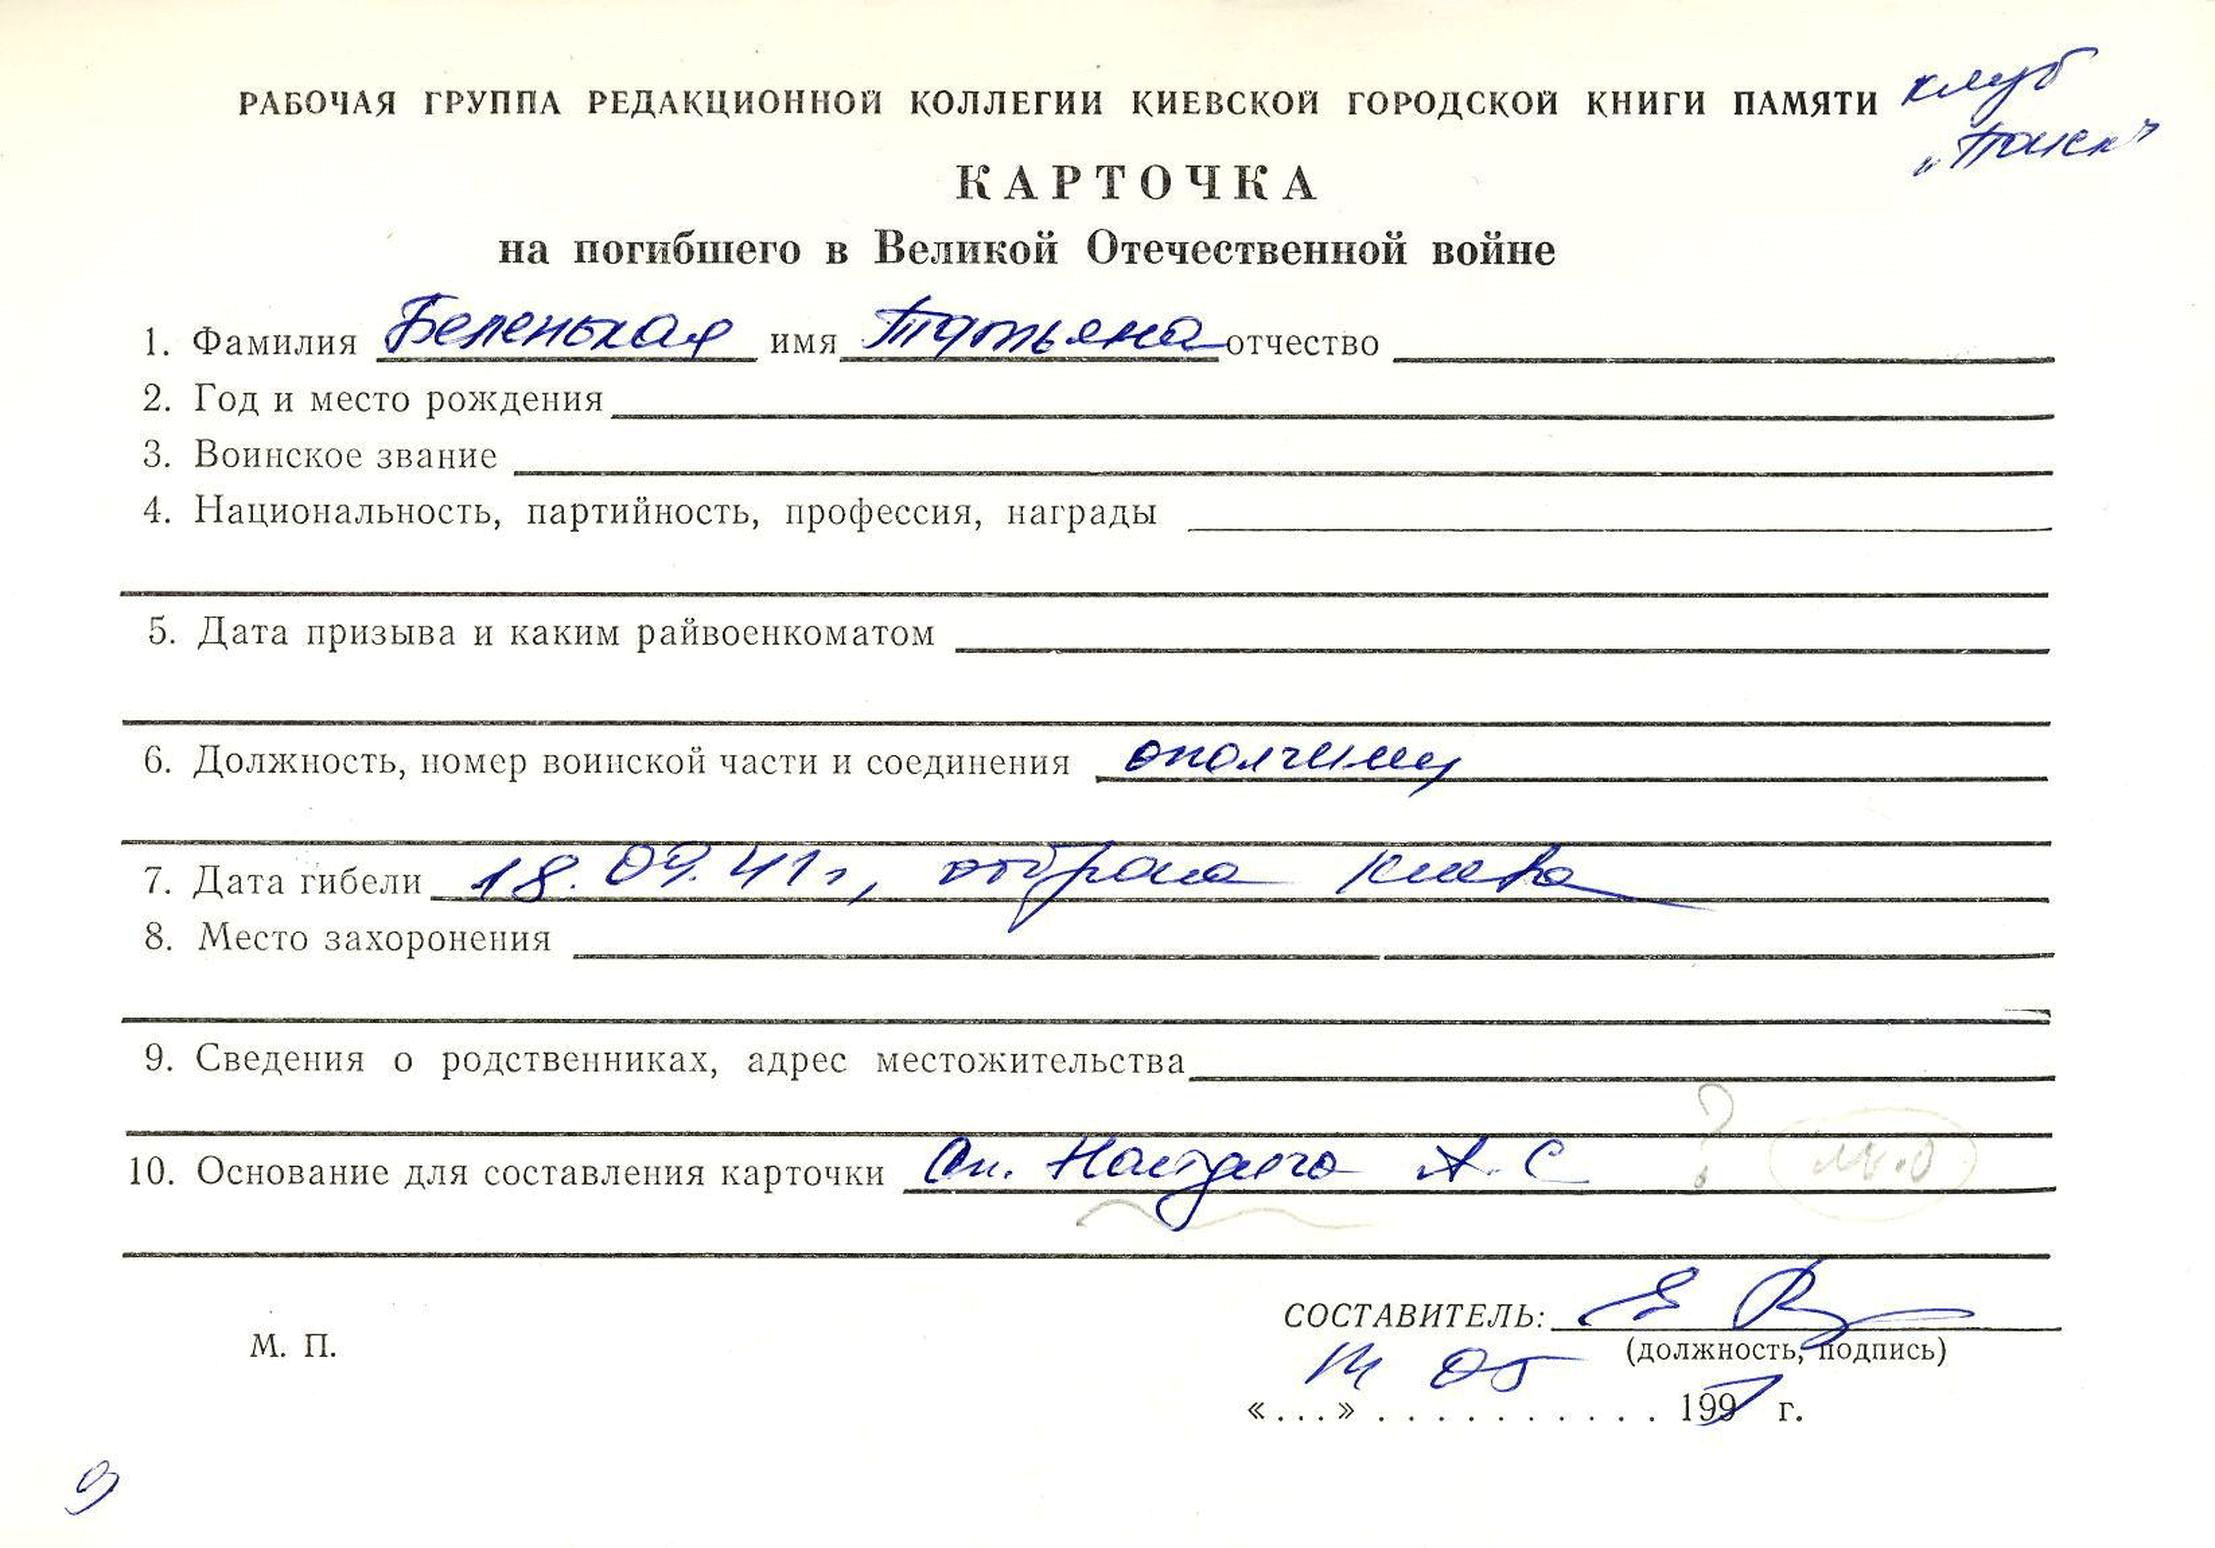 РАБОЧАЯ ГРУППА РЕДАКЦИОННОЙ КОЛЛЕГИИ КИЕВСКОЙ ГОРОДСКОЙ КНИГИ ПАМЯТИ клуб
„Поиск"
КАРТОЧКА
на погибшего в Великой Отечественной войне
1. Фамилия Беленькая имя Татьяна отчество
2. Год и место рождения
3. Воинское звание
4. Национальность, партийность, профессия, награды
5. Дата призыва и каким райвоенкоматом
6. Должность, номер воинской части и соединения ополченец
7. Дата гибели 18.09.41 г, оборона Киева
8. Место захоронения
9. Сведения о родственниках, адрес местожительства
10. Основание для составления карточки Сп. А. С ?
СОСТАВИТЕЛЬ:
М. П.
(должность, подпись)
05
«...» ........... 199 г.